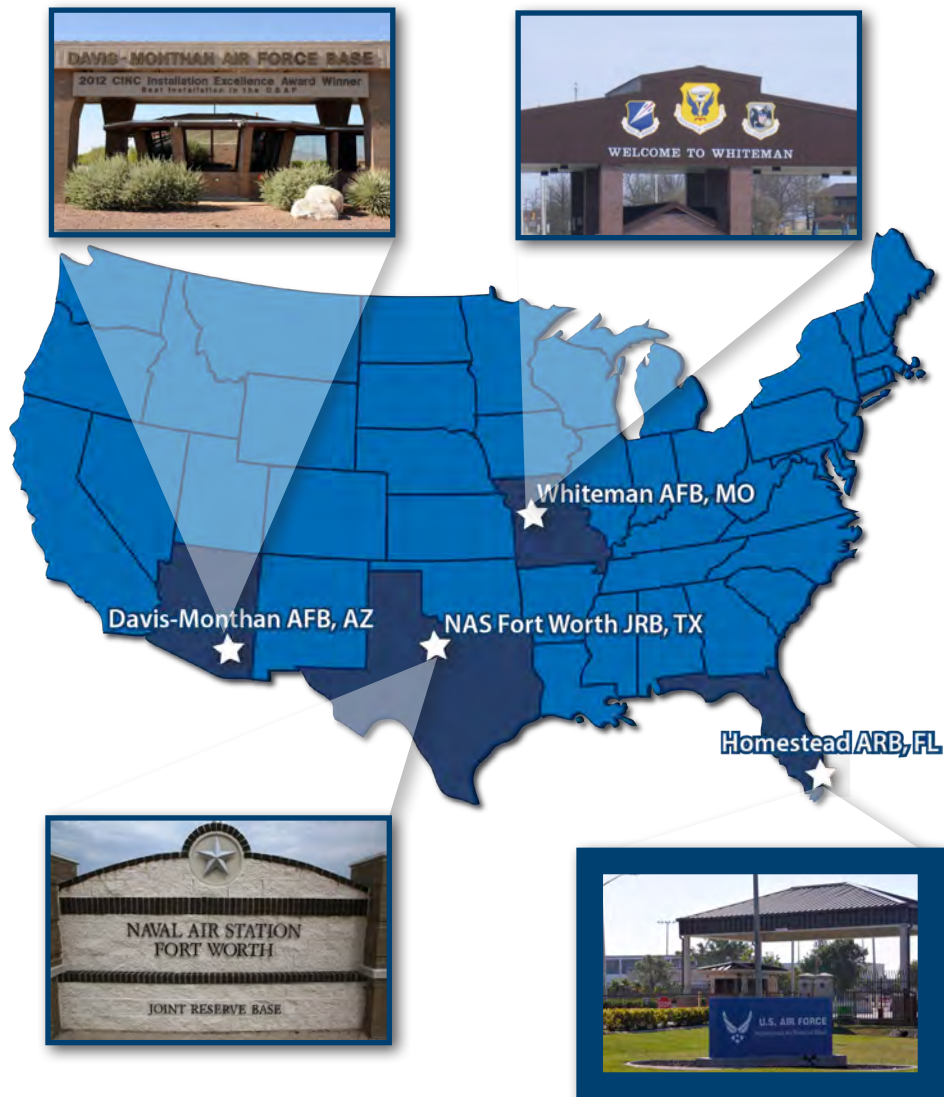 DAVIS-MONTHAN AIR FORCE BASE
2012 CINC Installation Excellence Award Winner
Best Installation in the USAF
WELCOME TO WHITEMAN
Whiteman AFB, MO
Davis-Monthan AFB, AZ
NAS Fort Worth JRB, TX
Homestead ARB, FL
NAVAL AIR STATION
FORT WORTH
JOINT RESERVE BASE
U.S. AIR FORCE